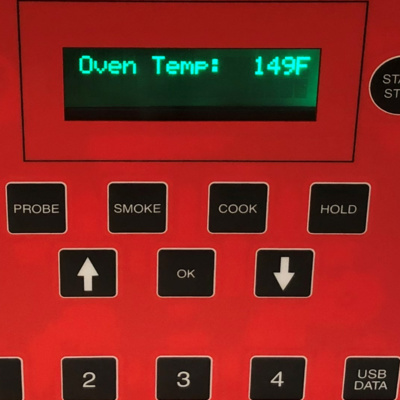 Oven Temp: 149F
PROBE
SMOKE
COOK
HOLD
OK
2
3
4
USB
DATA